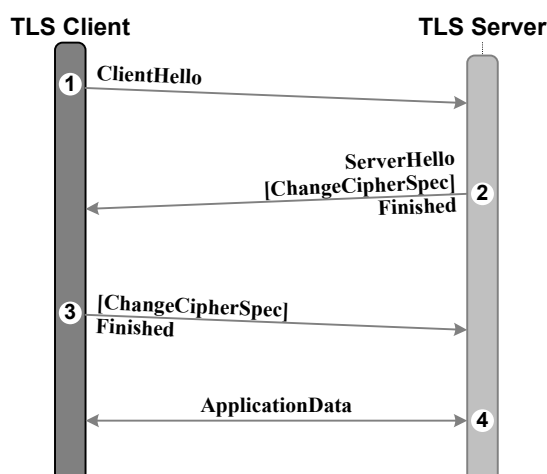 TLS Client
TLS Server
1
ClientHello
ServerHello
[ChangeCipherSpec]
Finished
2
3
[ChangeCipherSpec]
Finished
ApplicationData
4